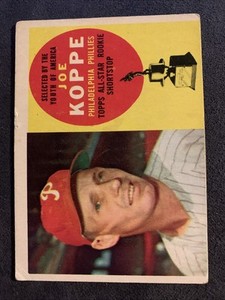 SELECTED BY THE
YOUTH OF AMERICA
JOE
KOPPE
PHILADELPHIA PHILLIES
TOPPS ALL-STAR ROOKIE
SHORTSTOP
P